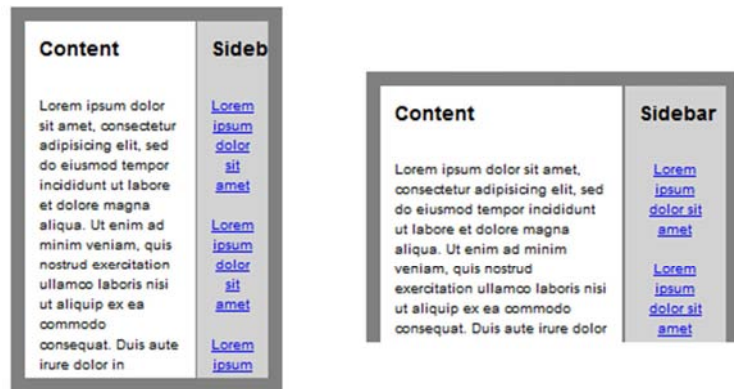 Content
Lorem ipsum dolor
sit amet, consectetur
adipisicing elit, sed
do eiusmod tempor
incididunt ut labore
et dolore magna
aliqua. Ut enim ad
minim veniam, quis
nostrud exercitation
ullamco laboris nisi
ut aliquip ex ea
commodo
consequat. Duis aute
irure dolor in
Sideb
Lorem
ipsum
dolor
sit
amet
Lorem
ipsum
dolor
sit
amet
Lorem
ipsum
Content
Lorem ipsum dolor sit amet,
consectetur adipisicing elit, sed
do eiusmod tempor incididunt
ut labore et dolore magna
aliqua. Ut enim ad minim
veniam, quis nostrud
exercitation ullamco laboris nisi
ut aliquip ex ea commodo
consequat. Duis aute irure dolor
Sidebar
Lorem
ipsum
dolor sit
amet
Lorem
ipsum
dolor sit
amet